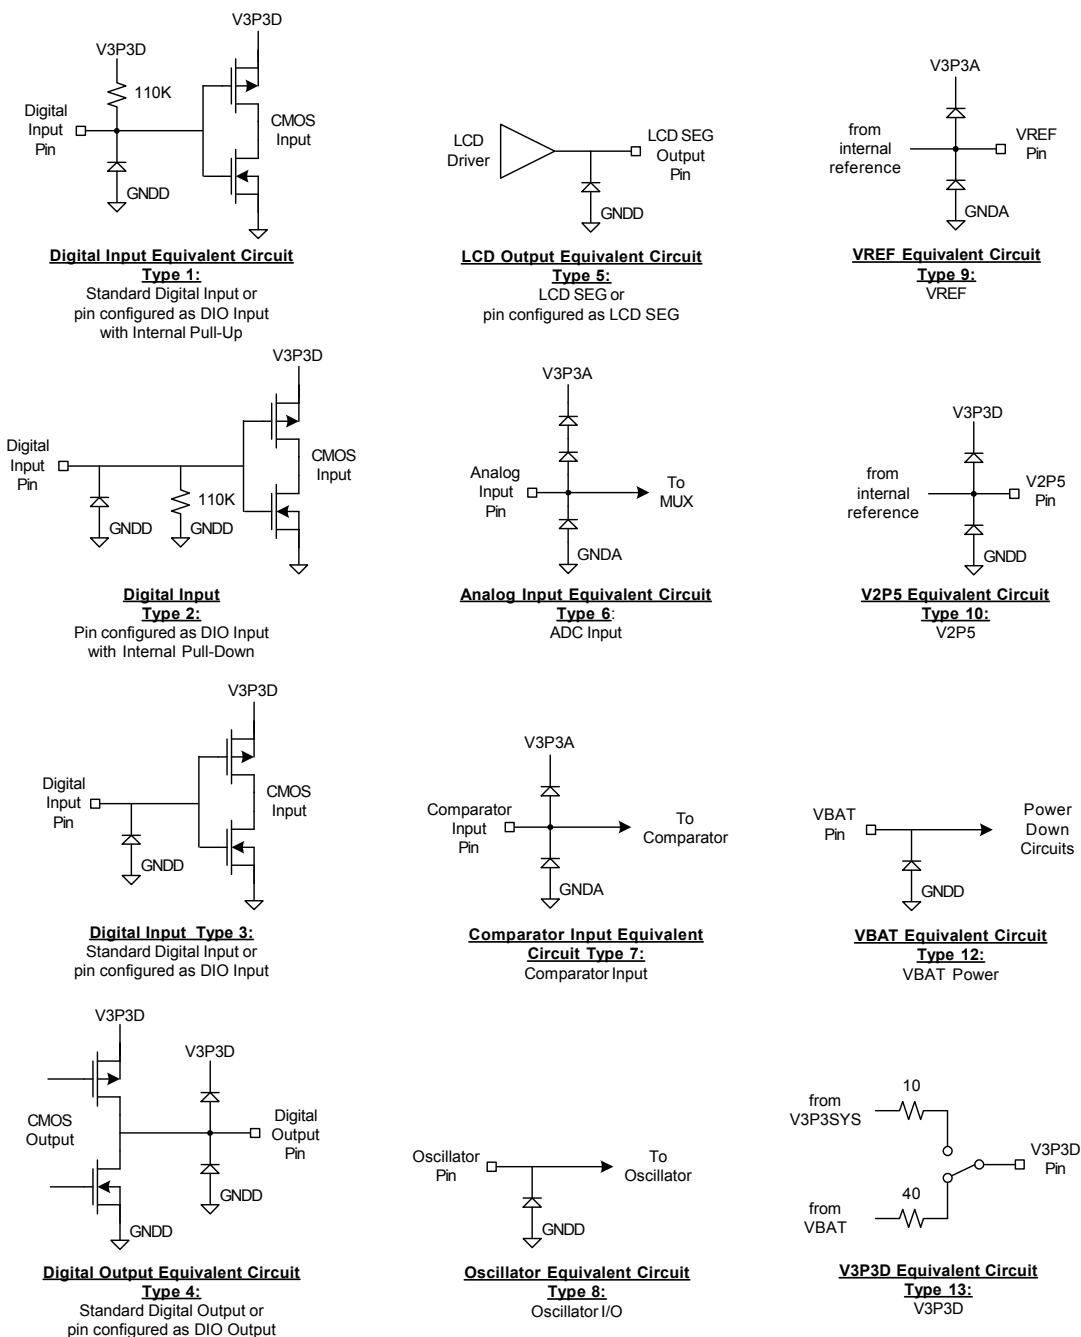 V3P3D
V3P3D
110K
Digital
Input
Pin
CMOS
Input
GNDD
Digital Input Equivalent Circuit
Type 1:
Standard Digital Input or
pin configured as DIO Input
with Internal Pull-Up
V3P3D
Digital
Input
Pin
CMOS
Input
110K
GNDD
GNDD
Digital Input
Type 2:
Pin configured as DIO Input
with Internal Pull-Down
V3P3D
Digital
Input
Pin
CMOS
Input
GNDD
Digital Input Type 3:
Standard Digital Input or
pin configured as DIO Input
V3P3D
V3P3D
CMOS
Output
Digital
Output
Pin
GNDD
GNDD
Digital Output Equivalent Circuit
Type 4:
Standard Digital Output or
pin configured as DIO Output
LCD
Driver
LCD SEG
Output
Pin
GNDD
LCD Output Equivalent Circuit
Type 5:
LCD SEG or
pin configured as LCD SEG
V3P3A
Analog
Input
Pin
To
MUX
GNDA
Analog Input Equivalent Circuit
Type 6:
ADC Input
V3P3A
Comparator
Input
Pin
To
Comparator
GNDA
Comparator Input Equivalent
Circuit Type 7:
Comparator Input
Oscillator
Pin
To
Oscillator
GNDD
Oscillator Equivalent Circuit
Type 8:
Oscillator I/O
V3P3A
from
internal
reference
VREF
Pin
GNDA
VREF Equivalent Circuit
Type 9:
VREF
V3P3D
from
internal
reference
V2P5
Pin
GNDD
V2P5 Equivalent Circuit
Type 10:
V2P5
VBAT
Pin
Power
Down
Circuits
GNDD
VBAT Equivalent Circuit
Type 12:
VBAT Power
10
from
V3P3SYS
V3P3D
Pin
40
from
VBAT
V3P3D Equivalent Circuit
Type 13:
V3P3D